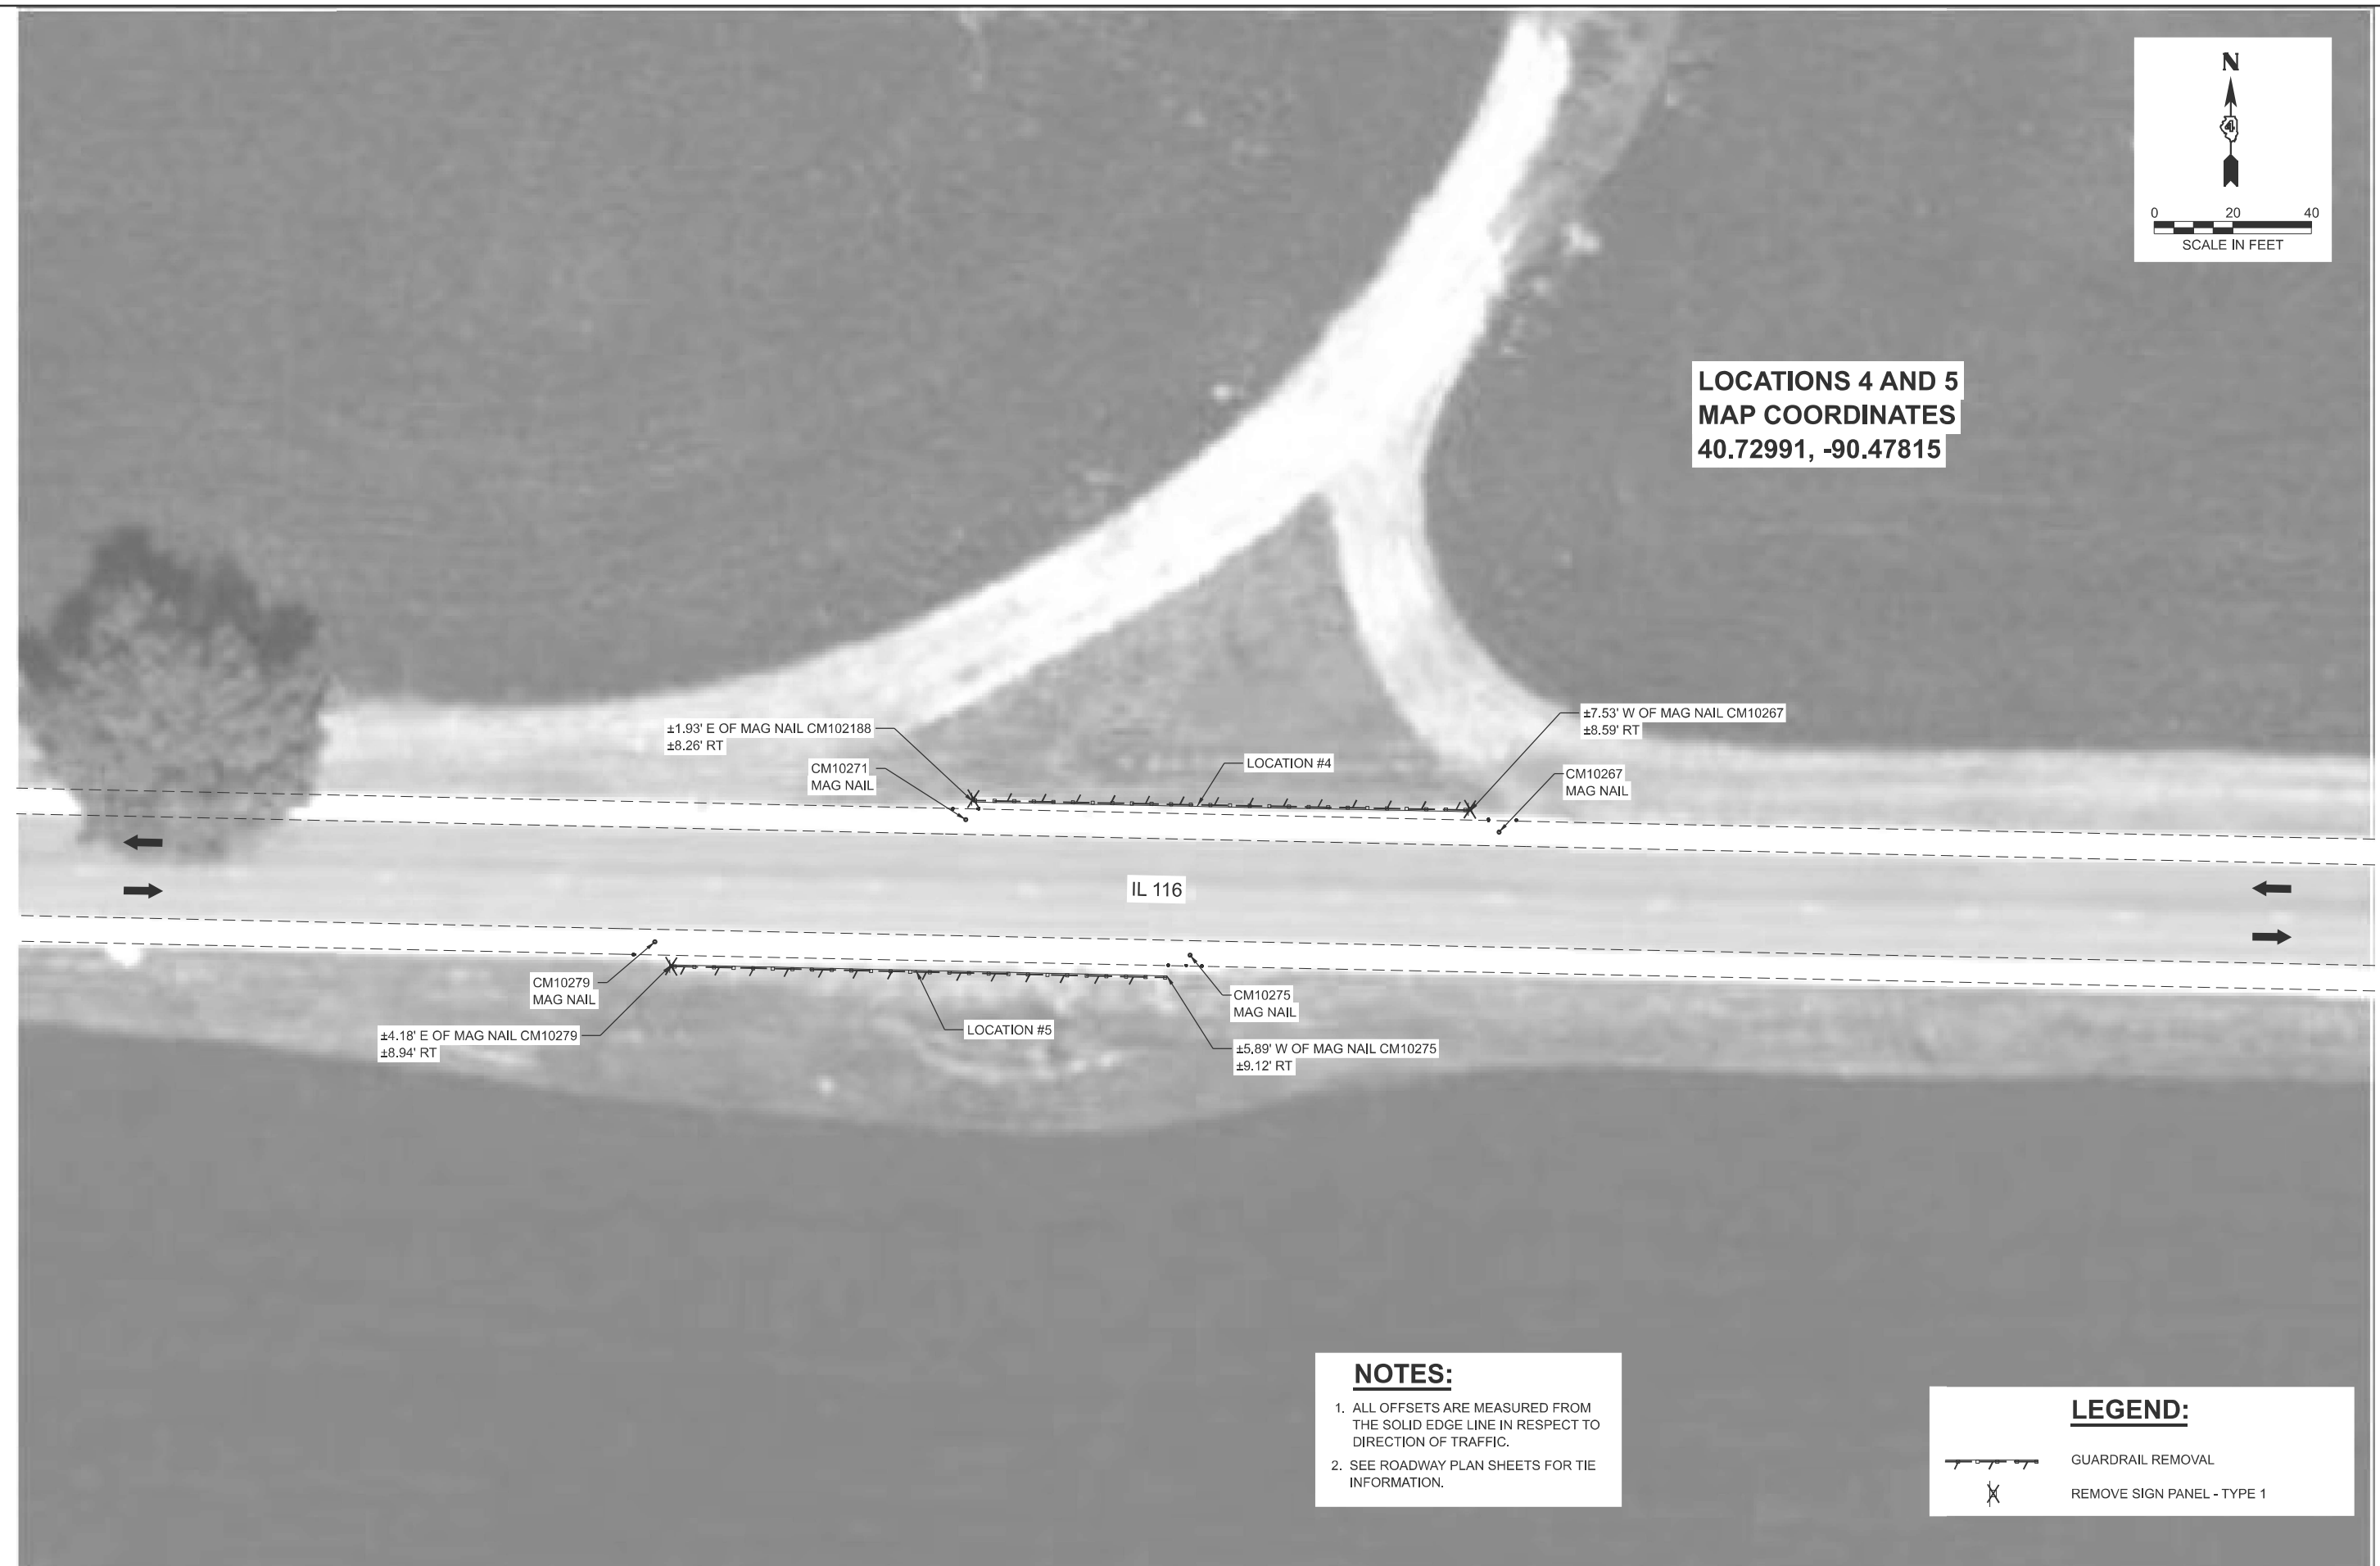 N
4
0 20 40
SCALE IN FEET
LOCATIONS 4 AND 5
MAP COORDINATES
40.72991, -90.47815
±1.93' E OF MAG NAIL CM102188
±8.26' RT
±7.53' W OF MAG NAIL CM10267
±8.59' RT
CM10271
MAG NAIL
LOCATION #4
CM10267
MAG NAIL
IL 116
CM10279
MAG NAIL
CM10275
MAG NAIL
±4.18' E OF MAG NAIL CM10279
±8.94' RT
LOCATION #5
±5.89' W OF MAG NAIL CM10275
±9.12' RT
NOTES:
1. ALL OFFSETS ARE MEASURED FROM
THE SOLID EDGE LINE IN RESPECT TO
DIRECTION OF TRAFFIC.
2. SEE ROADWAY PLAN SHEETS FOR TIE
INFORMATION.
LEGEND:
GUARDRAIL REMOVAL
REMOVE SIGN PANEL - TYPE 1